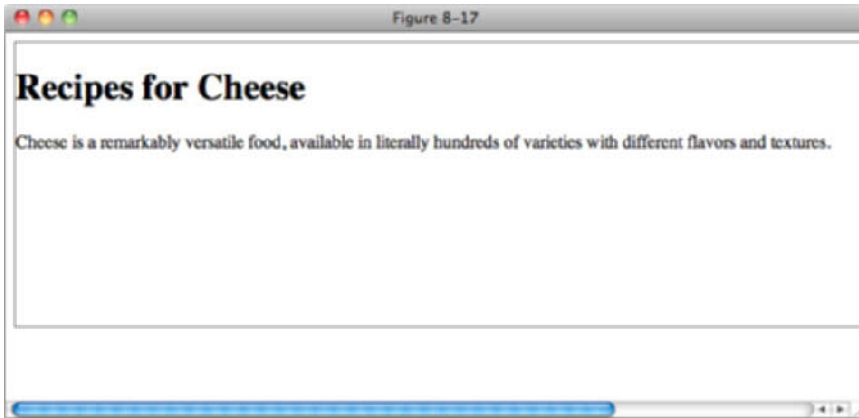 Figure 8–17
Recipes for Cheese
Cheese is a remarkably versatile food, available in literally hundreds of varieties with different flavors and textures.